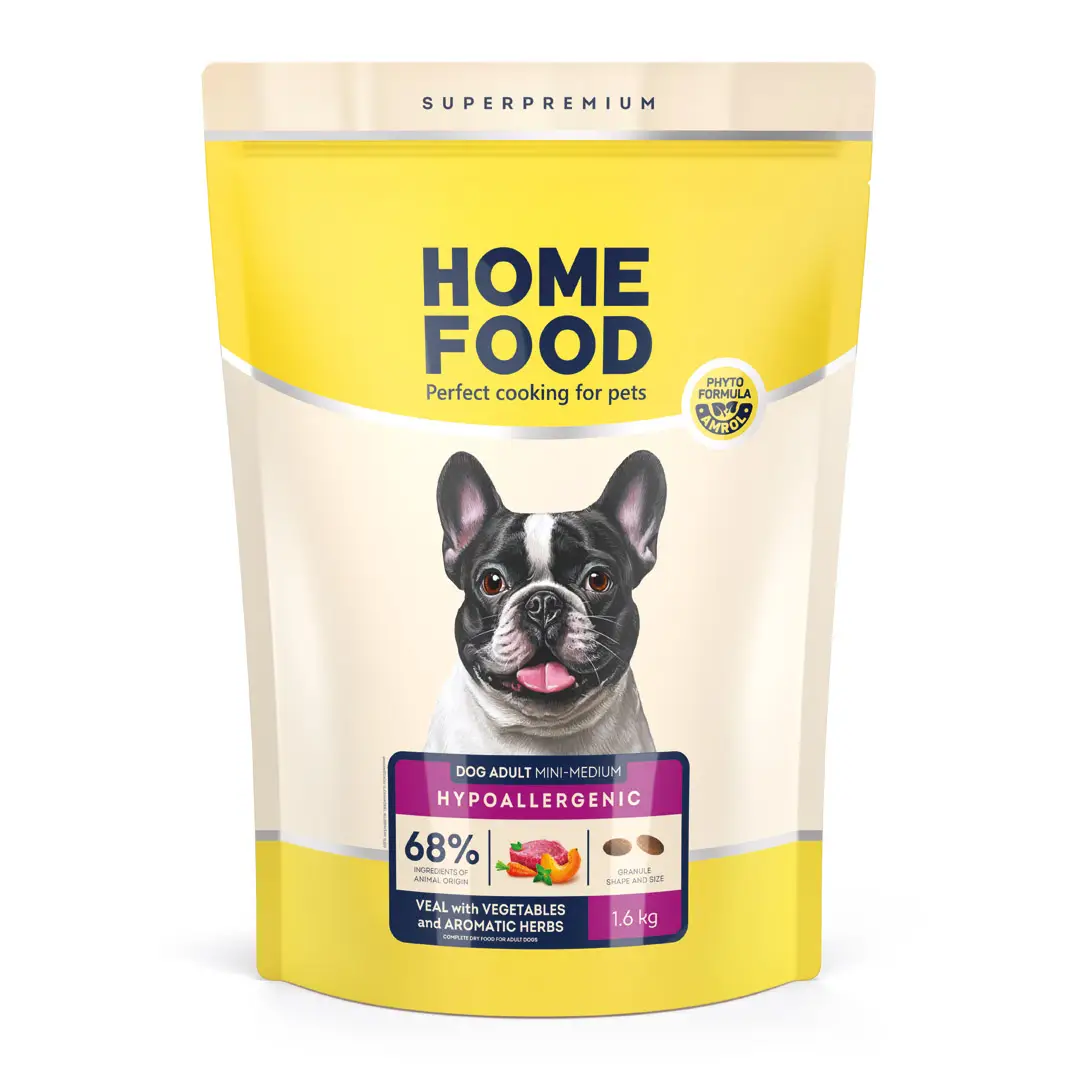 SUPERPREMIUM
HOME
FOOD
Perfect cooking for pets
PHYTO
FORMULA
AMROL
DOG ADULT MINI-MEDIUM
HYPOALLERGENIC
68%
INGREDIENTS OF
ANIMAL ORIGIN
GRANULE
SHAPE AND SIZE
VEAL with VEGETABLES
and AROMATIC HERBS
COMPLETE DRY FOOD FOR ADULT DOGS
1.6 kg